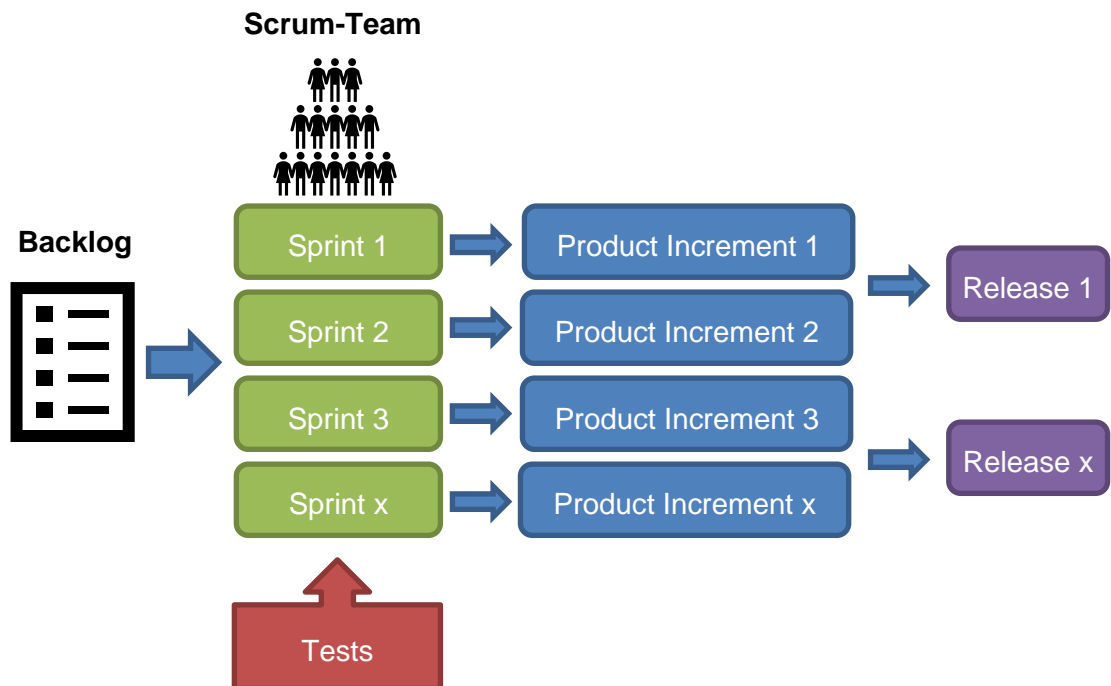 Scrum-Team
Backlog
Sprint 1
Product Increment 1
Release 1
Sprint 2
Product Increment 2
Sprint 3
Product Increment 3
Release x
Sprint x
Product Increment x
Tests